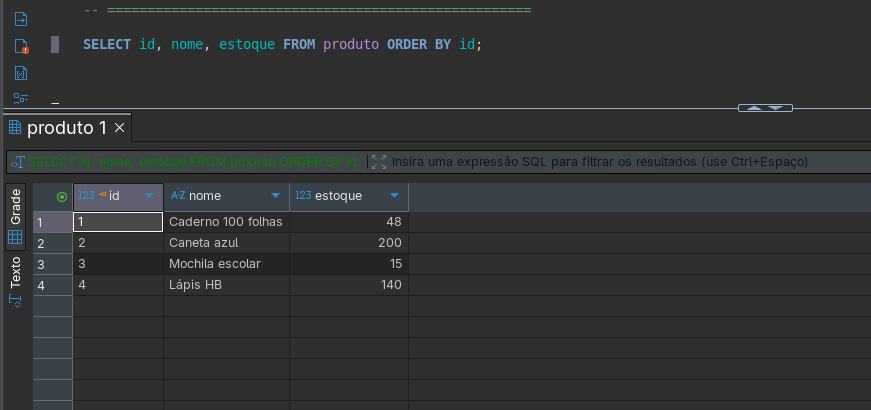 -- =====================================================
SELECT id, nome, estoque FROM produto ORDER BY id;
produto 1 ×
SELECT id, nome, estoque FROM produto ORDER BY id
Insira uma expressão SQL para filtrar os resultados (use Ctrl+Espaço)
Grade
Texto
123 id A-Z nome 123 estoque
1 1 Caderno 100 folhas 48
2 2 Caneta azul 200
3 3 Mochila escolar 15
4 4 Lápis HB 140